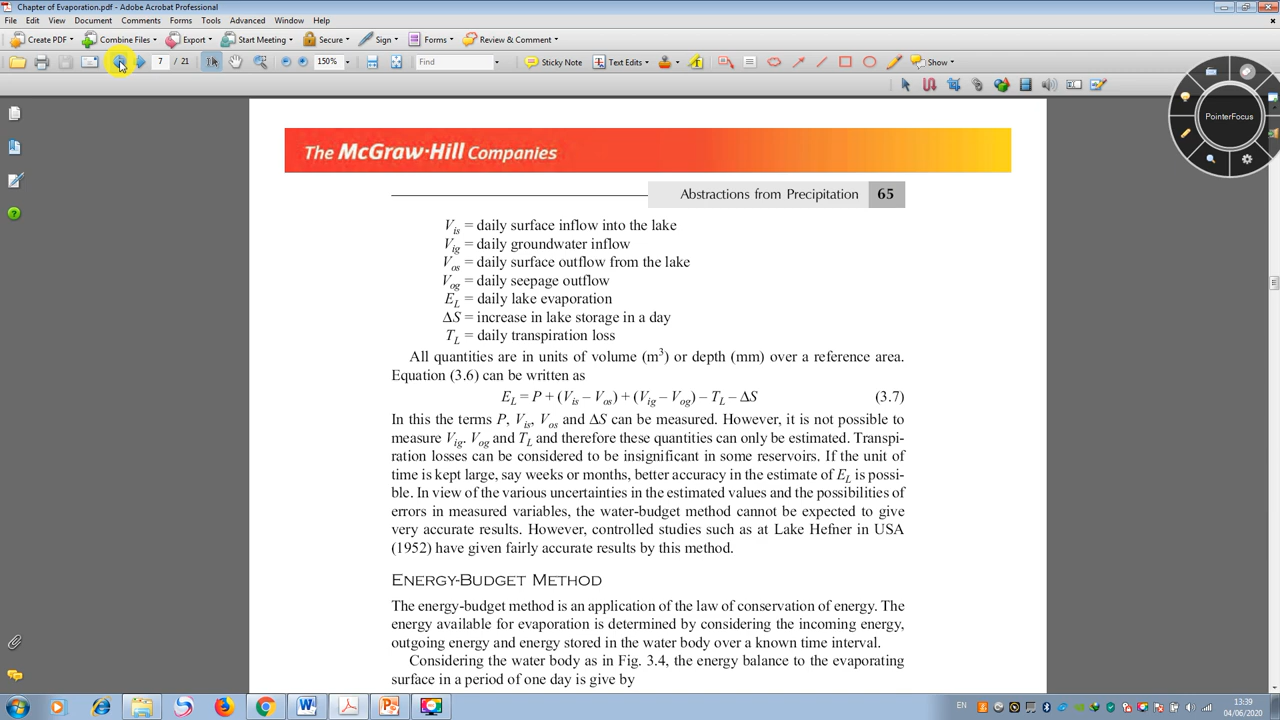 Chapter of Evaporation.pdf - Adobe Acrobat Professional
File Edit View Document Comments Forms Tools Advanced Window Help
Create PDF Combine Files Export Start Meeting Secure Sign Forms Review & Comment
7 / 21 150% Find Sticky Note Text Edits Show
PointerFocus
The McGraw-Hill Companies
Abstractions from Precipitation 65
Vis = daily surface inflow into the lake
Vig = daily groundwater inflow
Vos = daily surface outflow from the lake
Vog = daily seepage outflow
EL = daily lake evaporation
ΔS = increase in lake storage in a day
TL = daily transpiration loss
All quantities are in units of volume (m³) or depth (mm) over a reference area.
Equation (3.6) can be written as
EL = P + (Vis – Vos) + (Vig – Vog) – TL – ΔS (3.7)
In this the terms P, Vis, Vos and ΔS can be measured. However, it is not possible to
measure Vig. Vog and TL and therefore these quantities can only be estimated. Transpi-
ration losses can be considered to be insignificant in some reservoirs. If the unit of
time is kept large, say weeks or months, better accuracy in the estimate of EL is possi-
ble. In view of the various uncertainties in the estimated values and the possibilities of
errors in measured variables, the water-budget method cannot be expected to give
very accurate results. However, controlled studies such as at Lake Hefner in USA
(1952) have given fairly accurate results by this method.
ENERGY-BUDGET METHOD
The energy-budget method is an application of the law of conservation of energy. The
energy available for evaporation is determined by considering the incoming energy,
outgoing energy and energy stored in the water body over a known time interval.
Considering the water body as in Fig. 3.4, the energy balance to the evaporating
surface in a period of one day is give by
EN 13:39
04/06/2020